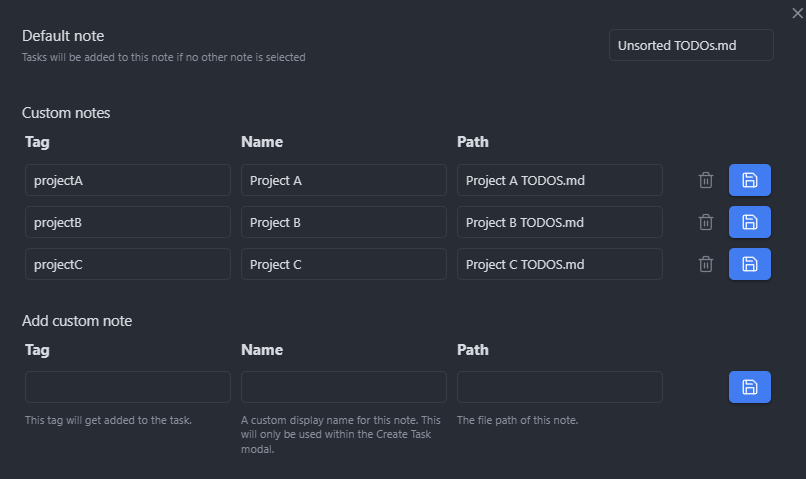 Default note
Tasks will be added to this note if no other note is selected
Unsorted TODOs.md
Custom notes
Tag Name Path
projectA Project A Project A TODOS.md
projectB Project B Project B TODOS.md
projectC Project C Project C TODOS.md
Add custom note
Tag Name Path
This tag will get added to the task.
A custom display name for this note. This
will only be used within the Create Task
modal.
The file path of this note.